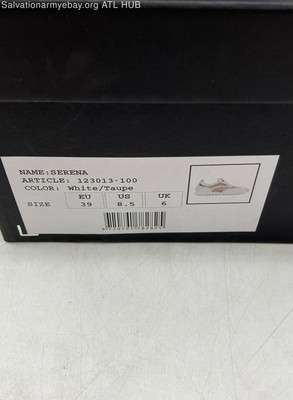 Salvationarmyebay.org ATL HUB
NAME:SERENA
ARTICLE: 123013-100
COLOR: White/Taupe
EU US UK
SIZE 39 8.5 6